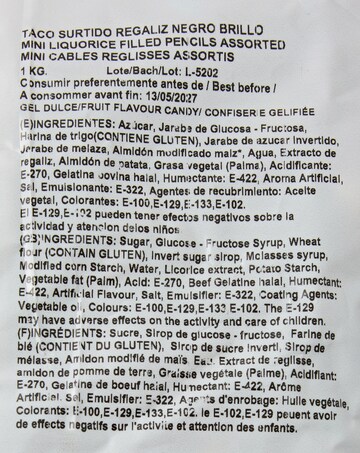 TACO SURTIDO REGALIZ NEGRO BRILLO
MINI LIQUORICE FILLED PENCILS ASSORTED
MINI CABLES REGLISSES ASSORTIS
1 KG. Lote/Bach/Lot: L-5202
Consumir preferentemente antes de / Best before /
A consommer avant fin: 13/05/2027
GEL DULCE/FRUIT FLAVOUR CANDY/ CONFISERIE GELIFIÉE
(E)INGREDIENTES: Azúcar, Jarabe de Glucosa - Fructosa,
Harina de trigo(CONTIENE GLUTEN), Jarabe de azucar invertido,
Jarabe de melaza, Almidón modificado maiz*, Agua, Extracto de
regaliz, Almidón de patata, Grasa vegetal (Palma), Acidificante:
E-270, Gelatina bovina halal, Humectante: E-422, Aroma Artificial,
Sal, Emulsionante: E-322, Agentes de recubrimiento: Aceite
vegetal, Colorantes: E-100,E-129,E-133,E-102.
El E-129,E-102 pueden tener efectos negativos sobre la
actividad y atencion delos niños
(GB)INGREDIENTS: Sugar, Glucose - Fructose Syrup, Wheat
flour (CONTAIN GLUTEN), Invert sugar sirop, Mclasses syrup,
Modified corn Starch, Water, Licorice extract, Potato Starch,
Vegetable fat (Palm), Acid: E-270, Beef Gelatine halal, Humectant:
E-422, Artificial Flavour, Salt, Emulsifier: E-322, Coating Agents:
Vegetable oil, Colours: E-100,E-129,E-133 E-102. The E-129
may have adverse effects on the activity and care of children.
(F)INGRÉDIENTS: Sucre, Sirop de glucose - fructose, Farine de
blé (CONTIENT DU GLUTEN), Sirop de sucre inverti, Sirop de
mélasse, Amidon modifié de maïs, Eau, Extract de reglisse,
amidon de pomme de terre, Graisse vegétale (Palme), Acidifiant:
E-270, Gelatine de boeuf halal, Humectant: E-422, Arôme
Artificial, Sel, Emulsifier: E-322, Agents d'enrobage: Huile végétale,
Colorants: E-100,E-129,E-133,E-102. le E-102,E-129 peuvent avoir
de effects negatifs sur l'activite et attention des enfants.